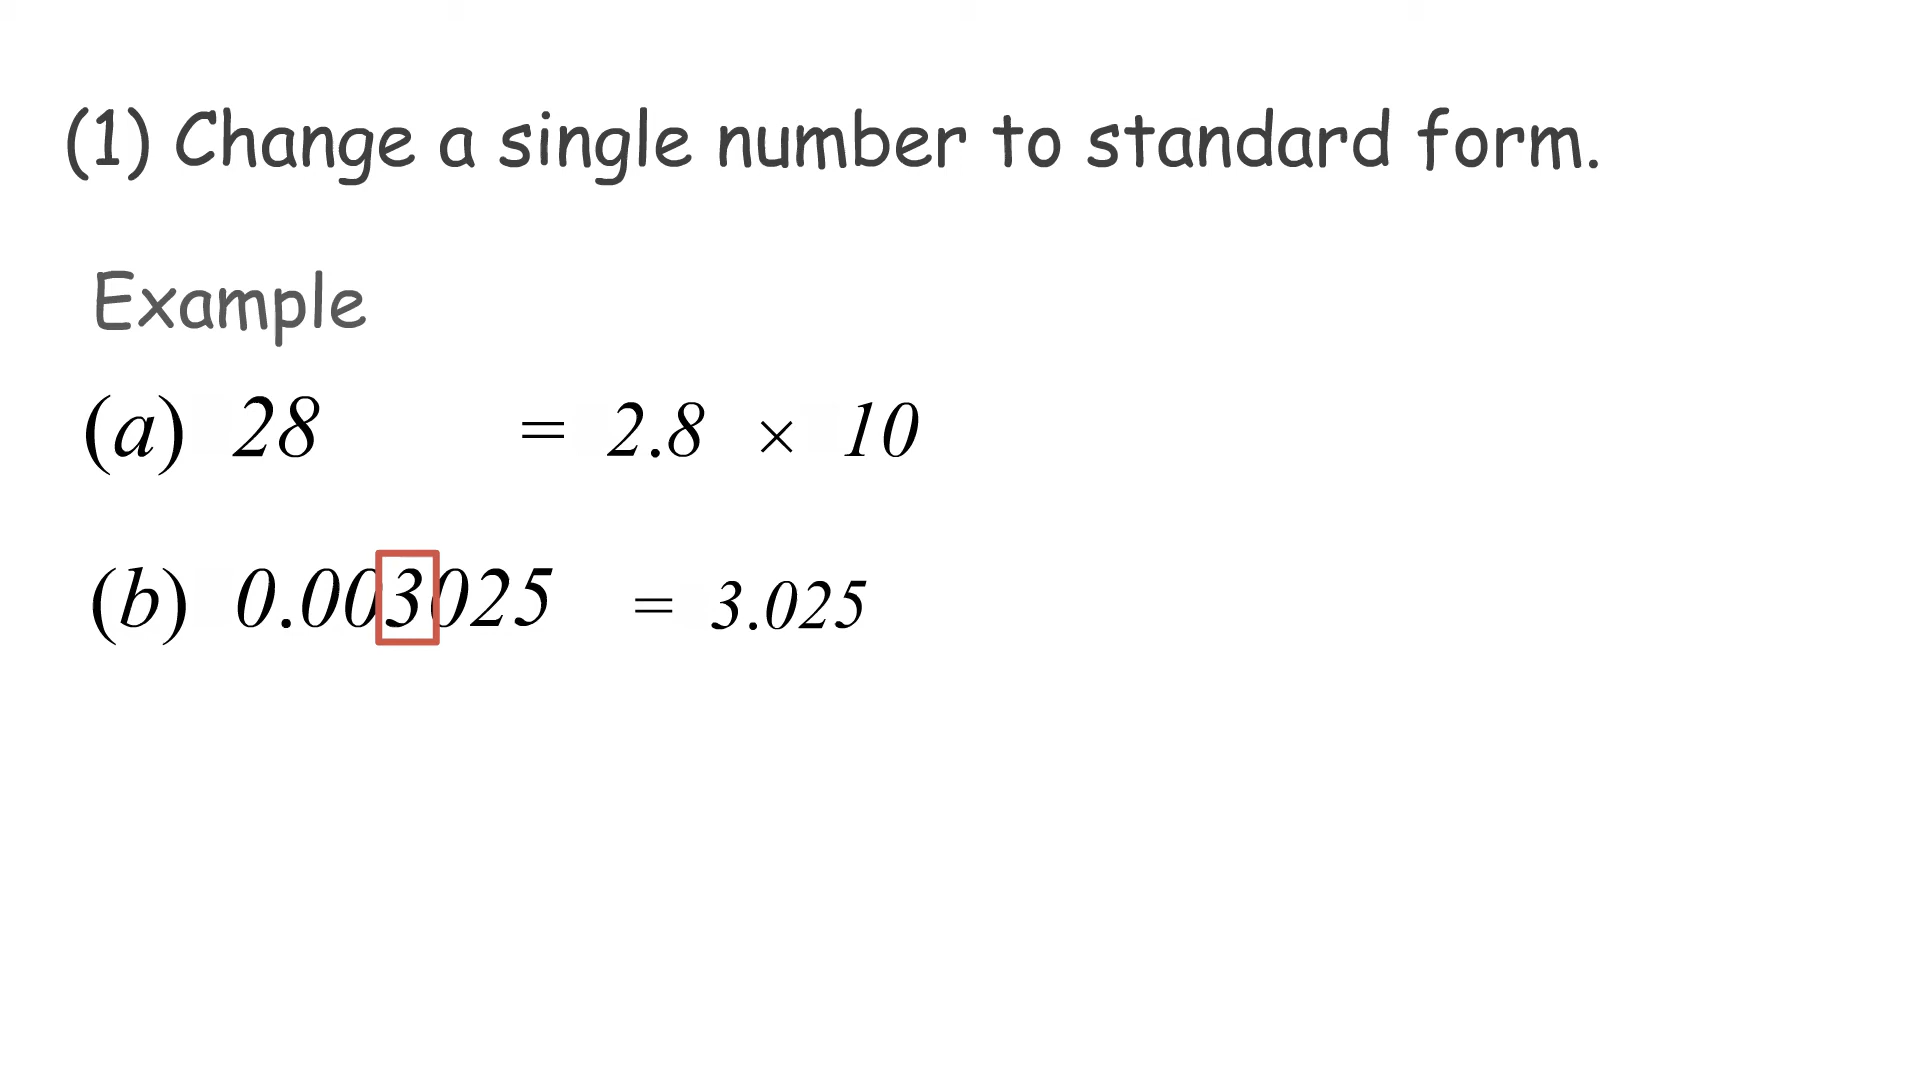 (1) Change a single number to standard form.
Example
(a) 28 = 2.8 × 10
(b) 0.003025 = 3.025